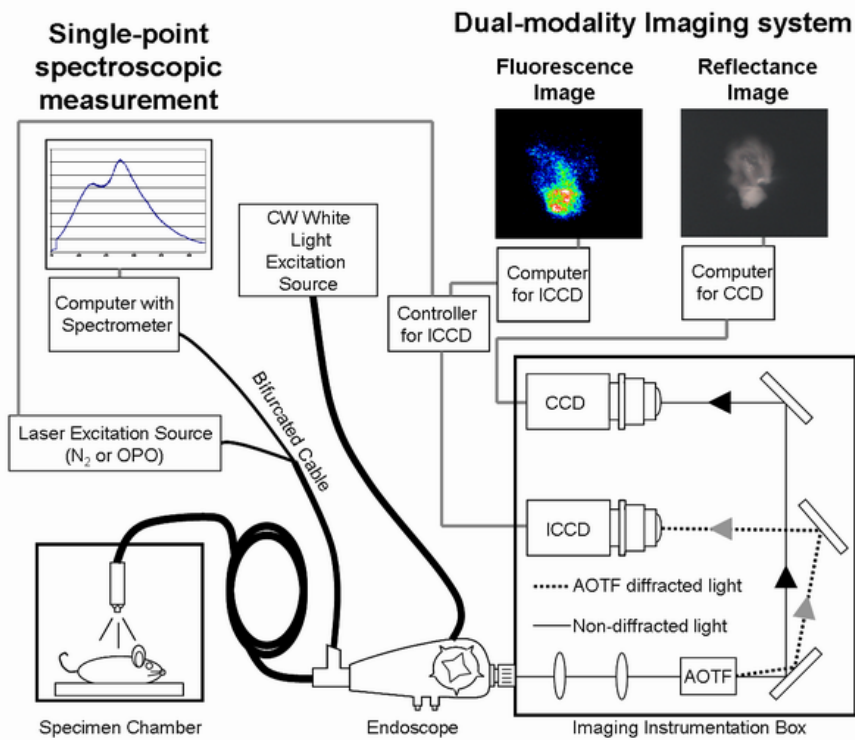 Single-point
spectroscopic
measurement
Dual-modality Imaging system
Fluorescence
Image
Reflectance
Image
CW White
Light
Excitation
Source
Computer
for ICCD
Computer
for CCD
Computer with
Spectrometer
Controller
for ICCD
Bifurcated Cable
CCD
Laser Excitation Source
(N₂ or OPO)
ICCD
AOTF diffracted light
Non-diffracted light
AOTF
Specimen Chamber
Endoscope
Imaging Instrumentation Box